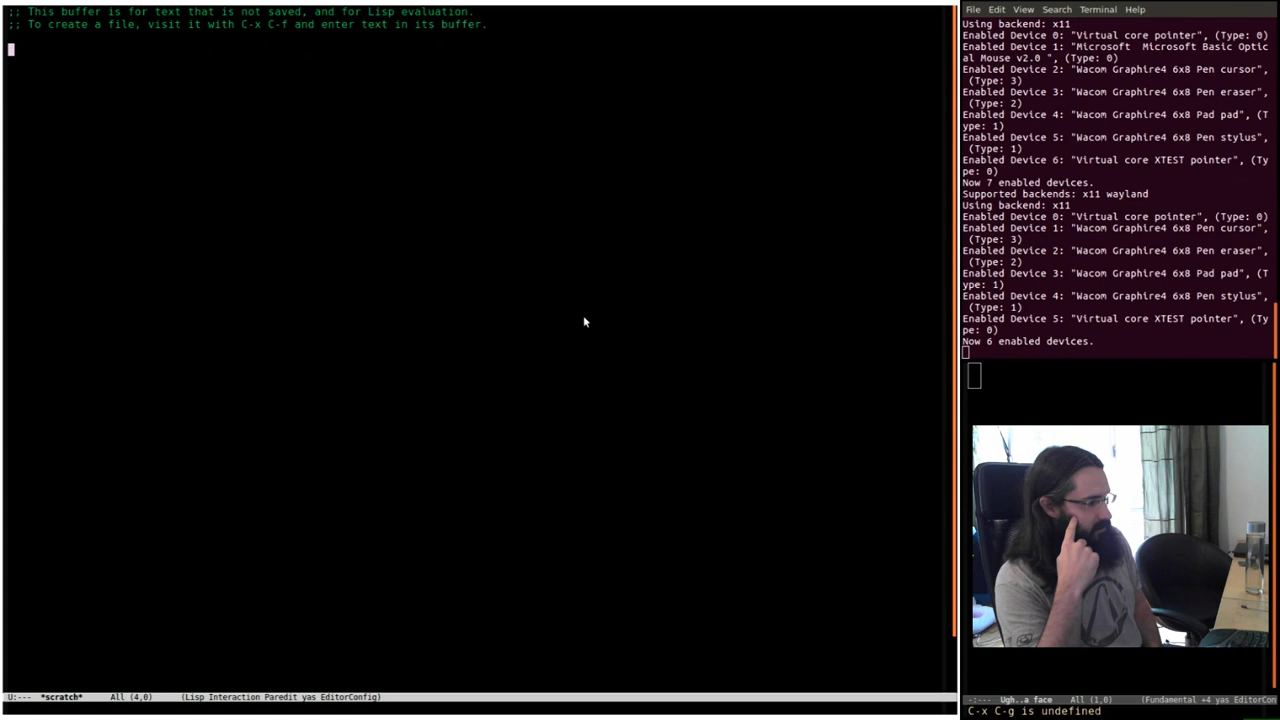 ;; This buffer is for text that is not saved, and for Lisp evaluation.
;; To create a file, visit it with C-x C-f and enter text in its buffer.
U:---  *scratch*      All (4,0)      (Lisp Interaction Paredit yas EditorConfig)
File Edit View Search Terminal Help
Using backend: x11
Enabled Device 0: "Virtual core pointer", (Type: 0)
Enabled Device 1: "Microsoft  Microsoft Basic Optic
al Mouse v2.0 ", (Type: 0)
Enabled Device 2: "Wacom Graphire4 6x8 Pen cursor",
 (Type: 3)
Enabled Device 3: "Wacom Graphire4 6x8 Pen eraser",
 (Type: 2)
Enabled Device 4: "Wacom Graphire4 6x8 Pad pad", (T
ype: 1)
Enabled Device 5: "Wacom Graphire4 6x8 Pen stylus",
 (Type: 1)
Enabled Device 6: "Virtual core XTEST pointer", (Ty
pe: 0)
Now 7 enabled devices.
Supported backends: x11 wayland
Using backend: x11
Enabled Device 0: "Virtual core pointer", (Type: 0)
Enabled Device 1: "Wacom Graphire4 6x8 Pen cursor",
 (Type: 3)
Enabled Device 2: "Wacom Graphire4 6x8 Pen eraser",
 (Type: 2)
Enabled Device 3: "Wacom Graphire4 6x8 Pad pad", (T
ype: 1)
Enabled Device 4: "Wacom Graphire4 6x8 Pen stylus",
 (Type: 1)
Enabled Device 5: "Virtual core XTEST pointer", (Ty
pe: 0)
Now 6 enabled devices.
-:---  Ugh..a face    All (1,0)      (Fundamental +4 yas EditorCon
C-x C-g is undefined